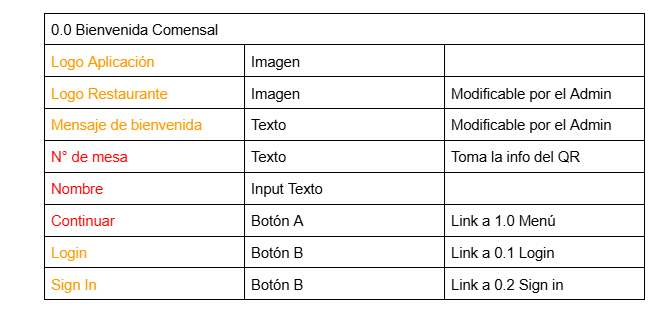 0.0 Bienvenida Comensal
Logo Aplicación Imagen
Logo Restaurante Imagen Modificable por el Admin
Mensaje de bienvenida Texto Modificable por el Admin
N° de mesa Texto Toma la info del QR
Nombre Input Texto
Continuar Botón A Link a 1.0 Menú
Login Botón B Link a 0.1 Login
Sign In Botón B Link a 0.2 Sign in